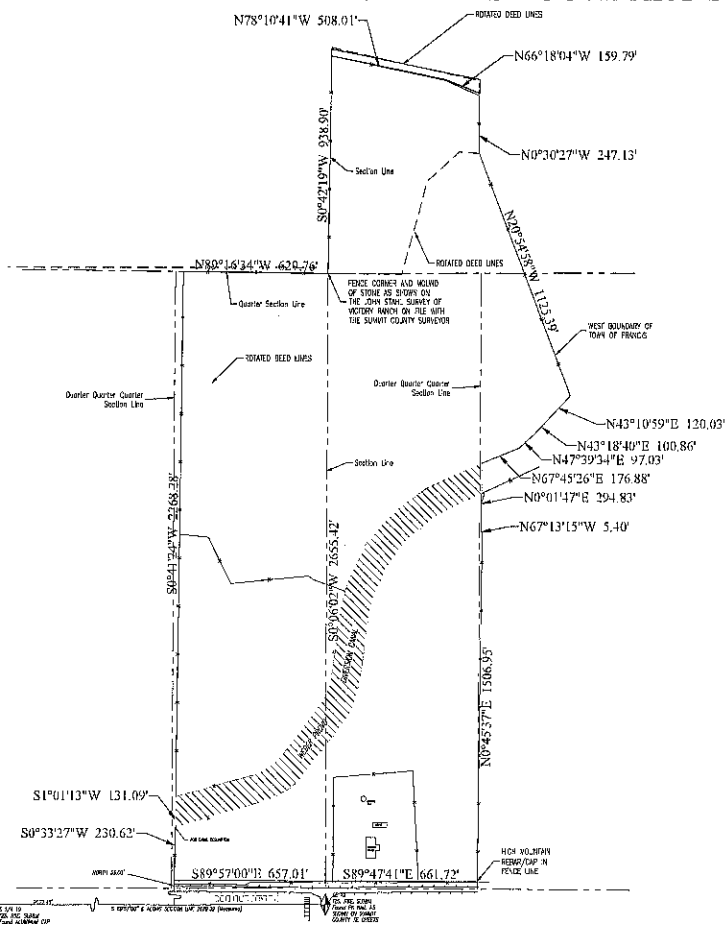 ROTATED DEED LINES
N78°10'41"W 508.01'
N66°18'04"W 159.79'
N0°30'27"W 247.13'
S0°42'19"W 938.90'
Section Line
N20°54'58"W 1125.39'
ROTATED DEED LINES
N89°16'34"W 629.76'
Quarter Section Line
FENCE CORNER AND MOUND
OF STONE AS SHOWN ON
THE JOHN STAHL SURVEY OF
VICTORY RANCH ON FILE WITH
THE SUMMIT COUNTY SURVEYOR
WEST BOUNDARY OF
TOWN OF FRANCIS
ROTATED DEED LINES
Quarter Quarter Quarter
Section Line
Quarter Quarter Quarter
Section Line
N43°10'59"E 120.03'
N43°18'40"E 100.86'
N47°39'34"E 97.03'
Section Line
N67°45'26"E 176.88'
N0°01'47"E 294.83'
N67°13'15"W 5.40'
S0°41'24"W 2268.28'
S0°06'02"W 2655.42'
WEBER PROVO
DIVERSION CANAL
N0°45'37"E 1506.95'
S1°01'13"W 131.09'
S0°33'27"W 230.62'
HIGH MOUNTAIN
REBAR/CAP IN
FENCE LINE
S89°57'00"E 657.01'
S89°47'41"E 661.72'